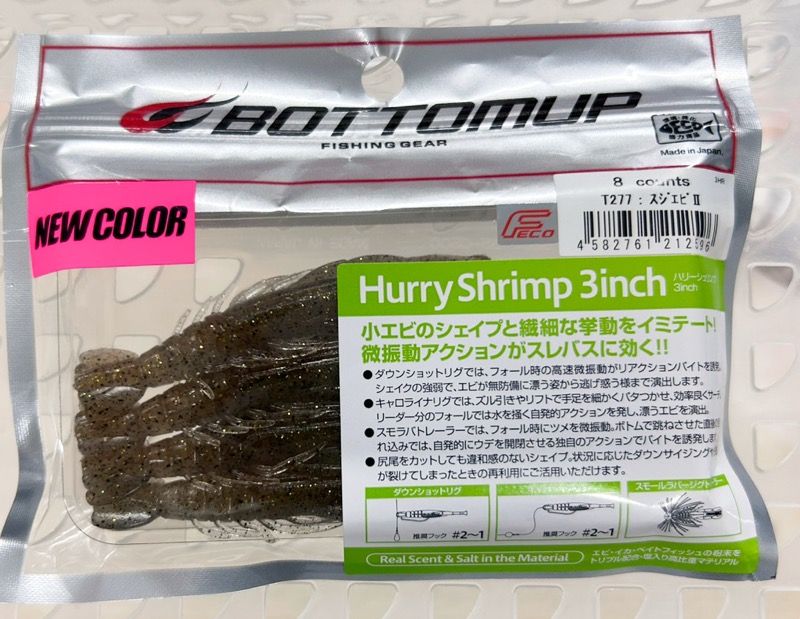 BOTTOMUP
FISHING GEAR
ECO
Made in Japan.
NEW COLOR
8 counts
T277 : スジエビⅡ
FECO
4 582761 212596
Hurry Shrimp 3inch
3inch
小エビのシェイプと繊細な挙動をイミテート!
微振動アクションがスレバスに効く!!
●ダウンショットリグでは、フォール時の高速微振動がリアクションバイトを誘発
シェイクの強弱で、エビが無防備に漂う姿から逃げ惑う様まで演出します。
●キャロライナリグでは、ズル引きやリフトで手足を細かくバタつかせ、効率良くサーチ
リーダー分のフォールでは水を掻く自発的アクションを発し、漂うエビを演出。
●スモラバトレーラーでは、フォール時にツメを微振動。ボトムで跳ねさせた直後の
れ込みでは、自発的にウデを開閉させる独自のアクションでバイトを誘発します
●尻尾をカットしても違和感のないシェイプ。状況に応じたダウンサイジングや
が裂けてしまったときの再利用にご活用いただけます。
ダウンショットリグ
スモールラバージグトレーラー
推奨フック #2〜1
推奨フック #2〜1
Real Scent & Salt in the Material
エビ・イカ・ベイトフィッシュの粉末を
トリプル配合・塩入り高比重マテリアル